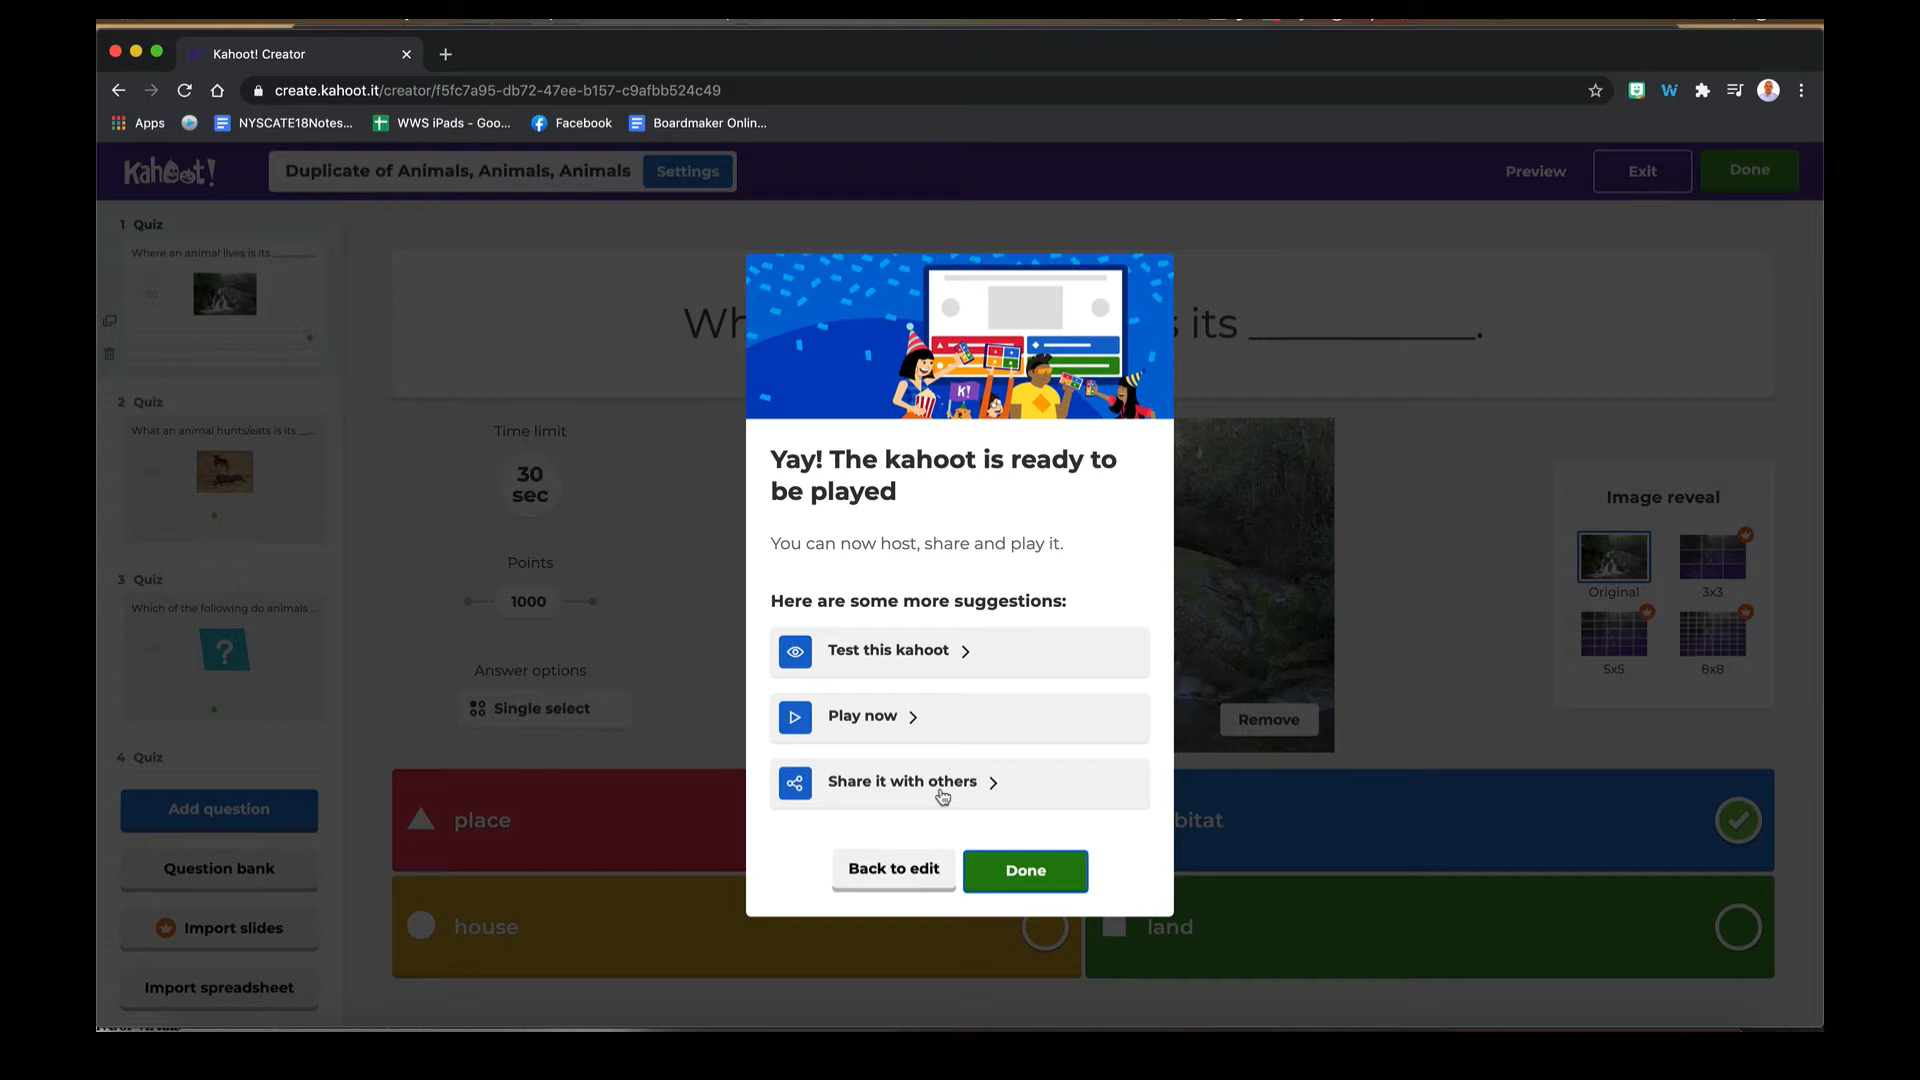 Kahoot! Creator
create.kahoot.it/creator/f5fc7a95-db72-47ee-b157-c9afbb524c49
Apps
NYSCATE18Notes...
WWS iPads - Goo...
Facebook
Boardmaker Onlin...
Kahoot!
Duplicate of Animals, Animals, Animals
Settings
Preview
Exit
Done
1 Quiz
Where an animal lives is its ________
30
2 Quiz
What an animal hunts/eats is its ___...
3 Quiz
Which of the following do animals ...
4 Quiz
Add question
Question bank
Import slides
Import spreadsheet
Wh
s its __________.
Time limit
30
sec
Points
1000
Answer options
Single select
Remove
Image reveal
Original
3x3
5x5
8x8
place
bitat
house
land
K!
Yay! The kahoot is ready to
be played
You can now host, share and play it.
Here are some more suggestions:
Test this kahoot
Play now
Share it with others
Back to edit
Done